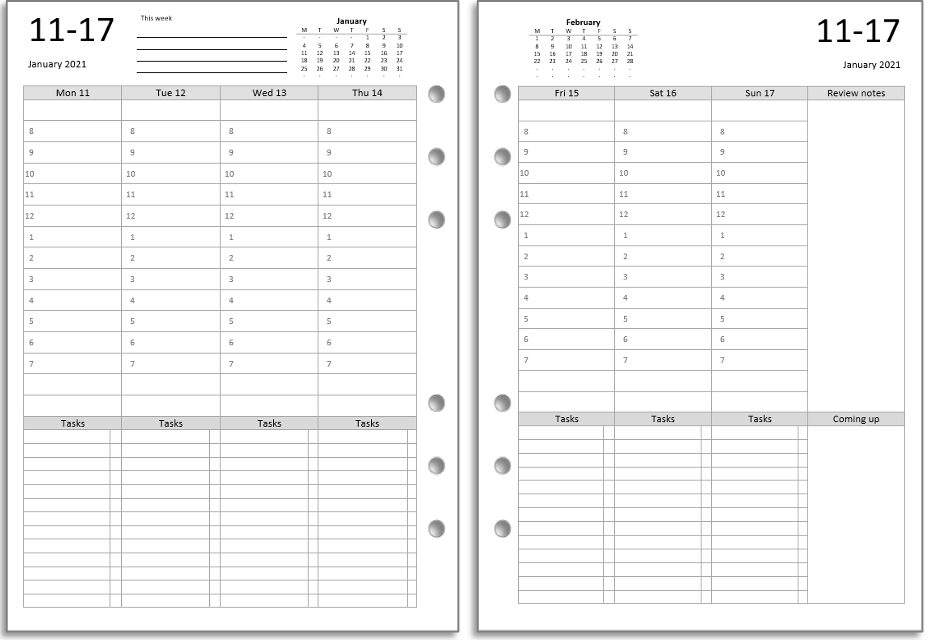 11-17
This week
January 2021
January
M T W T F S S
- - - - 1 2 3
4 5 6 7 8 9 10
11 12 13 14 15 16 17
18 19 20 21 22 23 24
25 26 27 28 29 30 31
- - - - - - -
Mon 11 Tue 12 Wed 13 Thu 14
8 8 8 8
9 9 9 9
10 10 10 10
11 11 11 11
12 12 12 12
1 1 1 1
2 2 2 2
3 3 3 3
4 4 4 4
5 5 5 5
6 6 6 6
7 7 7 7
Tasks Tasks Tasks Tasks
February
M T W T F S S
1 2 3 4 5 6 7
8 9 10 11 12 13 14
15 16 17 18 19 20 21
22 23 24 25 26 27 28
- - - - - - -
- - - - - - -
11-17
January 2021
Fri 15 Sat 16 Sun 17 Review notes
8 8 8
9 9 9
10 10 10
11 11 11
12 12 12
1 1 1
2 2 2
3 3 3
4 4 4
5 5 5
6 6 6
7 7 7
Tasks Tasks Tasks Coming up